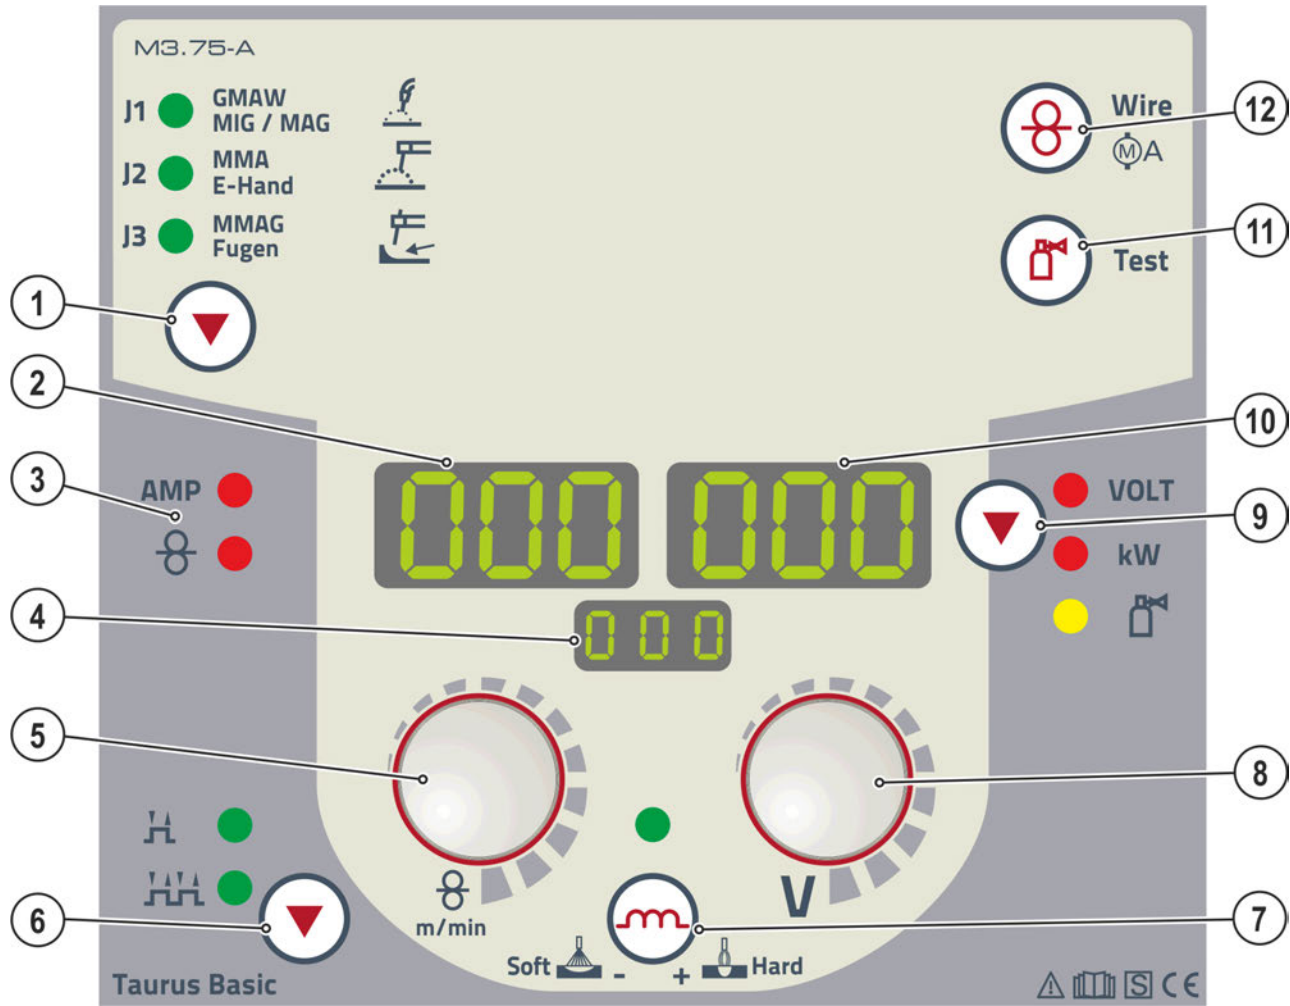 M3.75-A
J1 GMAW
MIG / MAG
J2 MMA
E-Hand
J3 MMAG
Fugen
Wire
M A
Test
1
2
3
4
5
6
7
8
9
10
11
12
AMP
000
000
000
VOLT
kW
m/min
V
Soft - + Hard
Taurus Basic
S CE